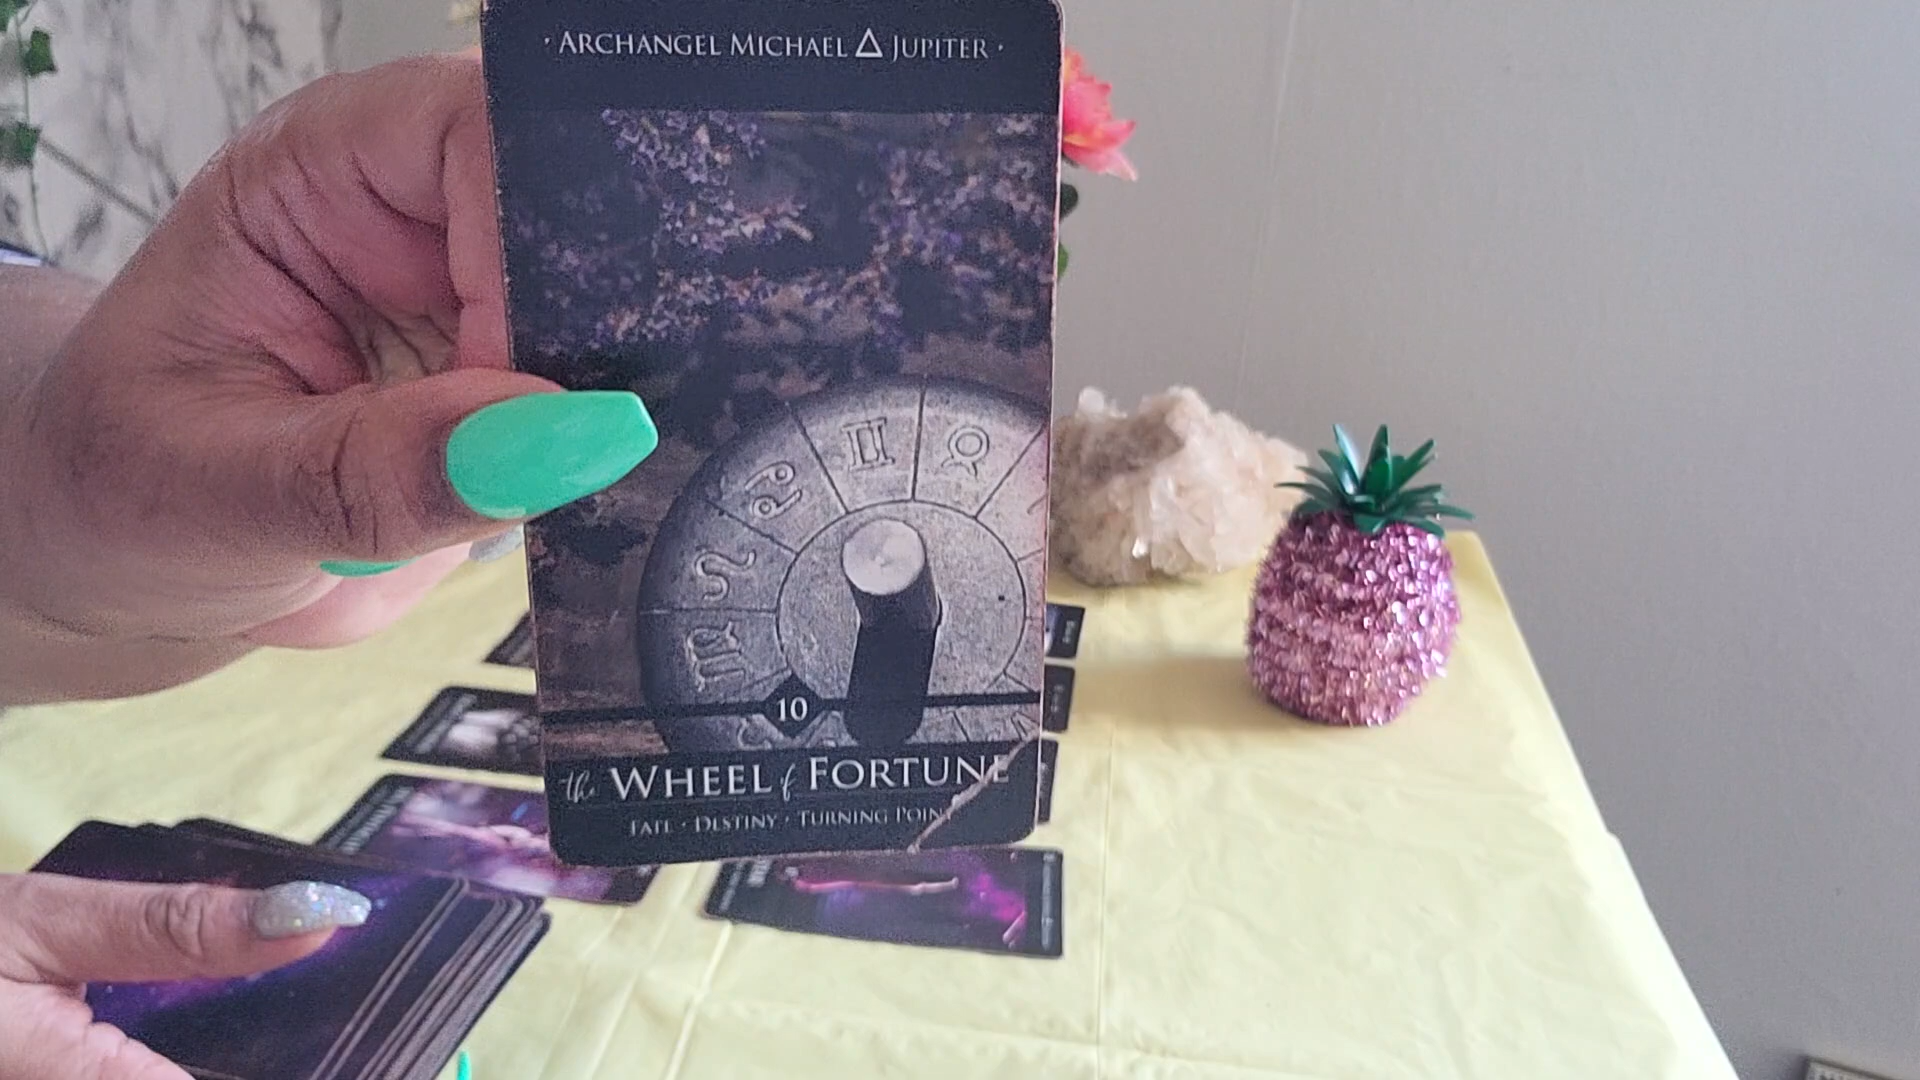 · ARCHANGEL MICHAEL △ JUPITER ·
10
the WHEEL of FORTUNE
FATE · DESTINY · TURNING POINT